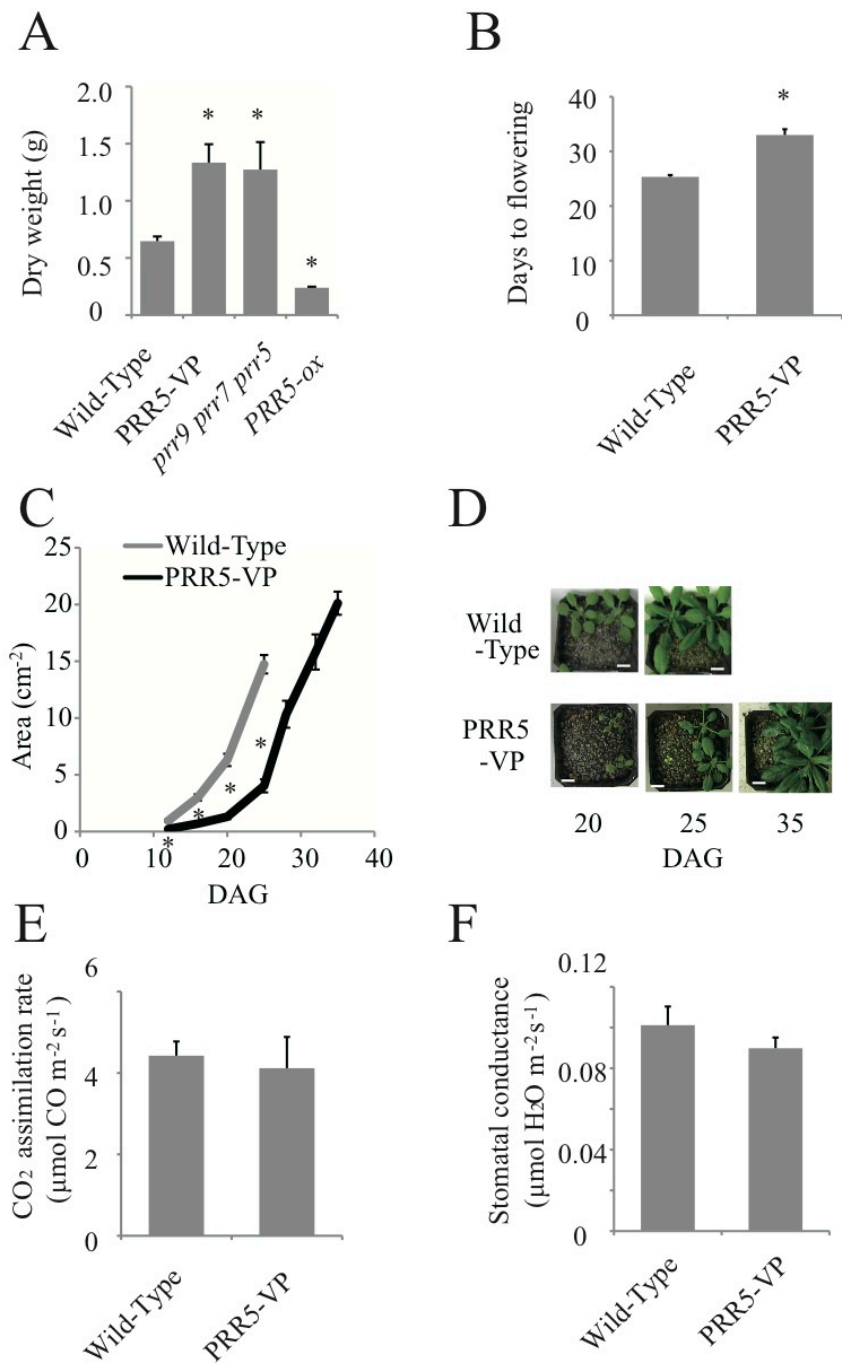 A
Dry weight (g)
2.0
1.5
1.0
0.5
0
*
*
*
Wild-Type
PRR5-VP
prr9 prr7 prr5
PRR5-ox
B
Days to flowering
40
30
20
10
0
*
Wild-Type
PRR5-VP
C
Area (cm-2)
25
20
15
10
5
0
Wild-Type
PRR5-VP
*
*
*
*
0
10
20
30
40
DAG
D
Wild
-Type
PRR5
-VP
20 25 35
DAG
E
CO2 assimilation rate
(μmol CO m-2 s-1)
6
4
2
0
Wild-Type
PRR5-VP
F
Stomatal conductance
(μmol H2O m-2s-1)
0.12
0.08
0.04
0
Wild-Type
PRR5-VP